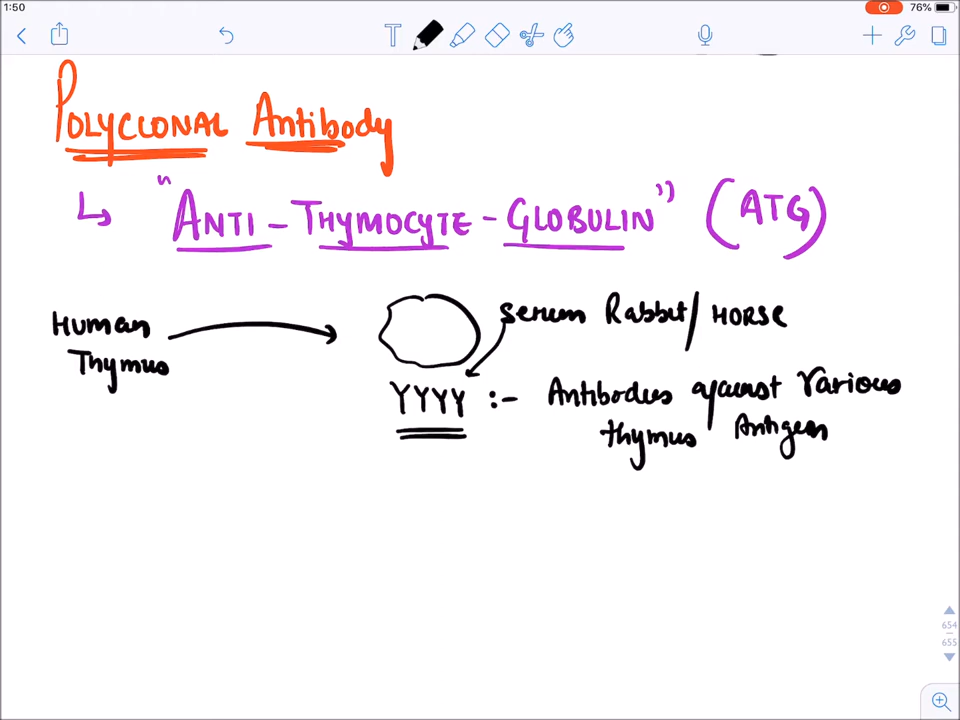 1:50
76%
T
POLYCLONAL Antibody
"ANTI - THYMOCYTE - GLOBULIN" (ATG)
Human
Thymus
serum Rabbit/HORSE
YYYY :- Antibodies against various
thymus Antigen
654
655